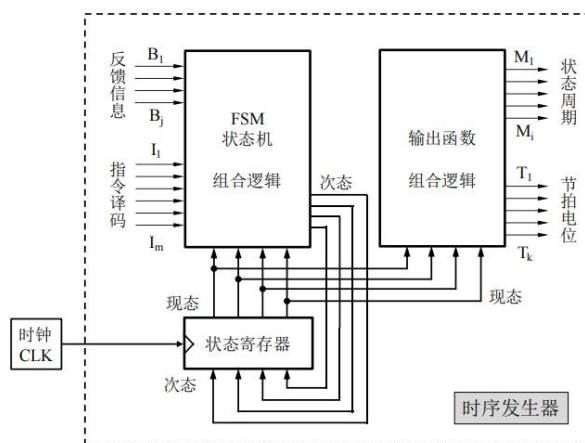 反馈信息
B1
Bj
指令译码
I1
Im
FSM
状态机
组合逻辑
次态
输出函数
组合逻辑
M1
Mi
状态周期
T1
Tk
节拍电位
现态
现态
时钟
CLK
状态寄存器
次态
时序发生器